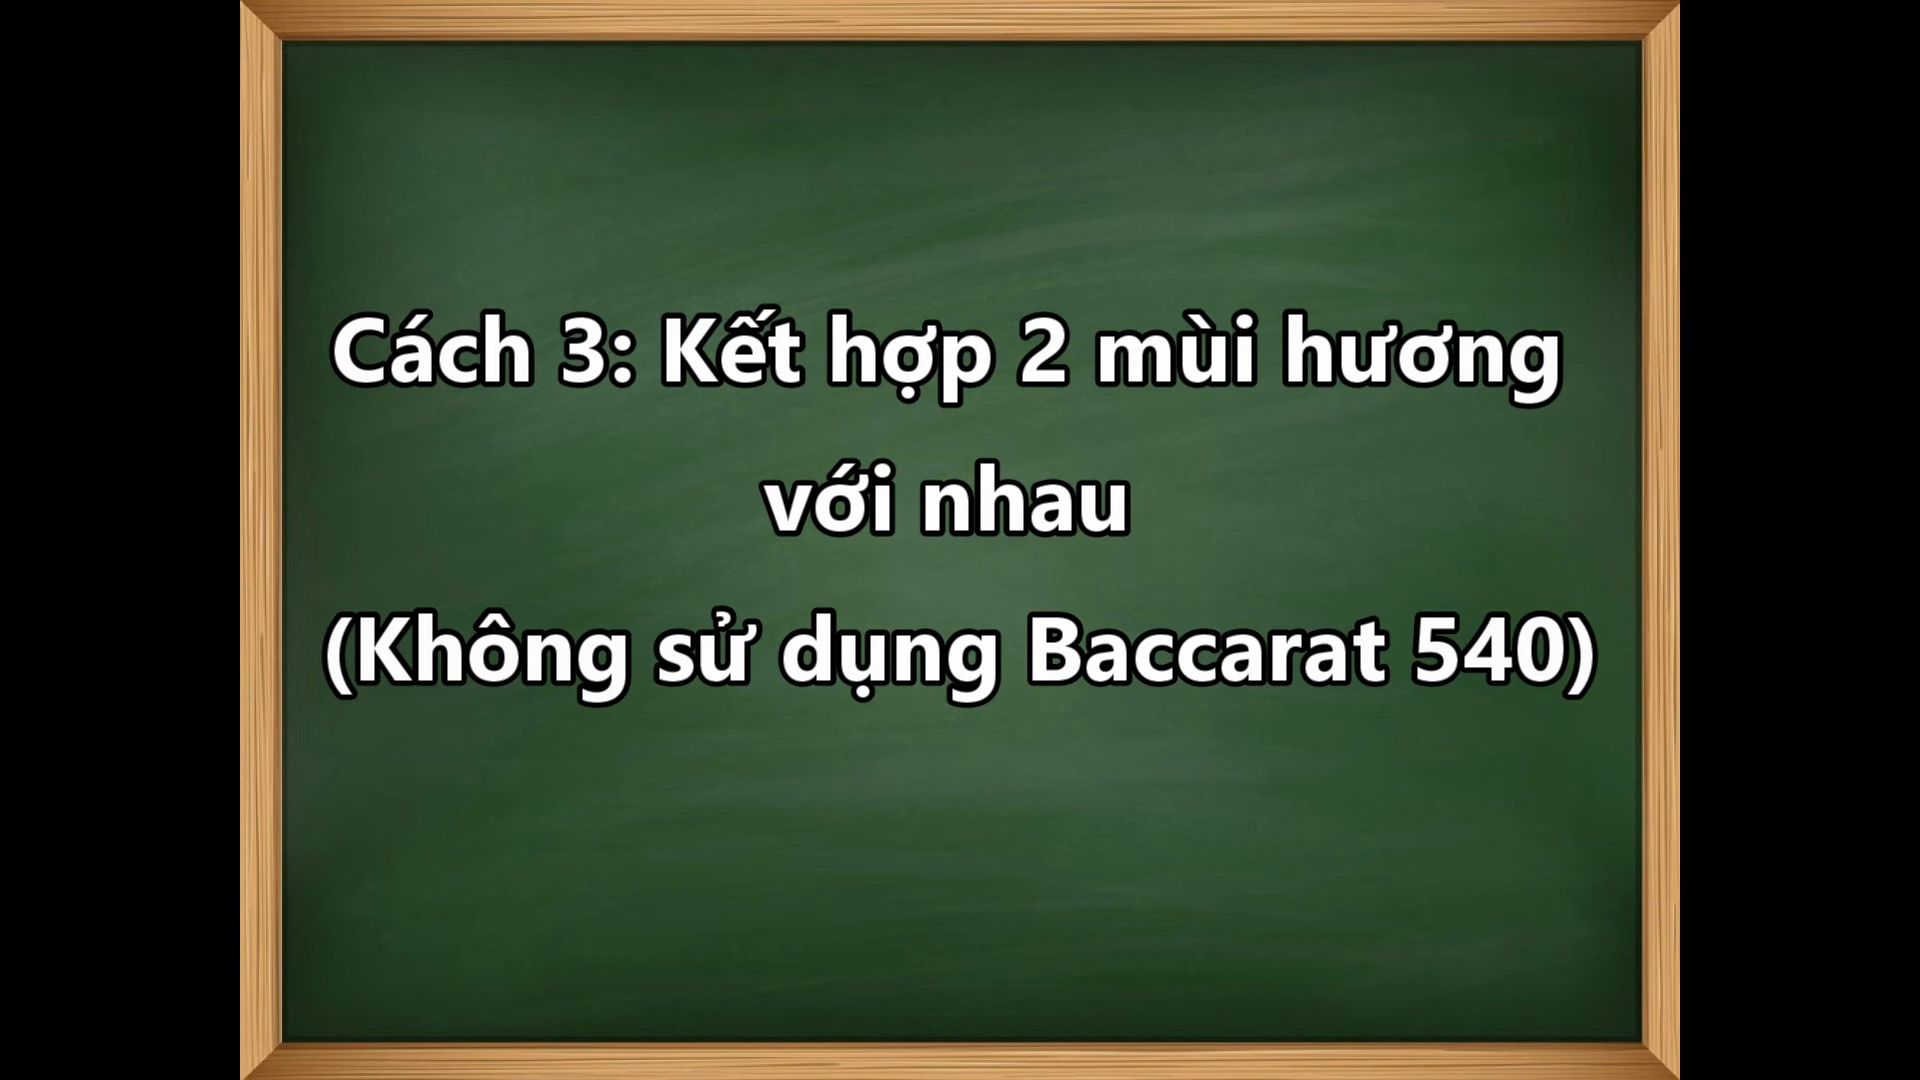 Cách 3: Kết hợp 2 mùi hương
với nhau
(Không sử dụng Baccarat 540)